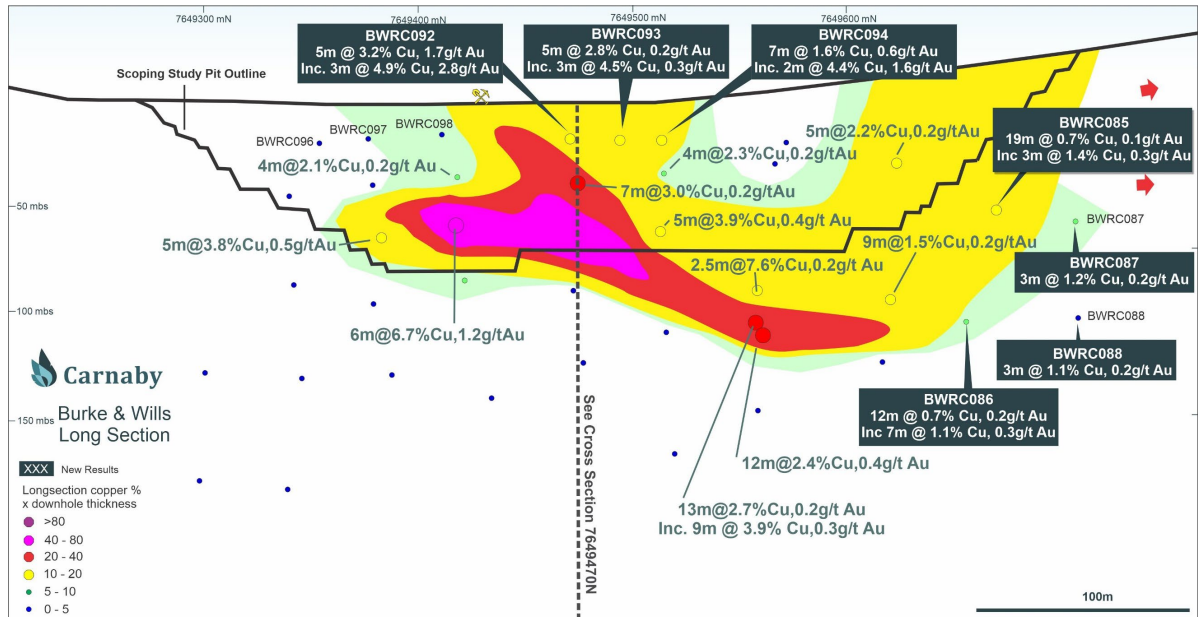 7649300 mN
7649400 mN
7649500 mN
7649600 mN
BWRC092
5m @ 3.2% Cu, 1.7g/t Au
Inc. 3m @ 4.9% Cu, 2.8g/t Au
BWRC093
5m @ 2.8% Cu, 0.2g/t Au
Inc. 3m @ 4.5% Cu, 0.3g/t Au
BWRC094
7m @ 1.6% Cu, 0.6g/t Au
Inc. 2m @ 4.4% Cu, 1.6g/t Au
Scoping Study Pit Outline
BWRC096
BWRC097
BWRC098
4m@2.1%Cu,0.2g/t Au
4m@2.3%Cu,0.2g/tAu
5m@2.2%Cu,0.2g/tAu
BWRC085
19m @ 0.7% Cu, 0.1g/t Au
Inc 3m @ 1.4% Cu, 0.3g/t Au
7m@3.0%Cu,0.2g/tAu
50 mbs
5m@3.9%Cu,0.4g/t Au
BWRC087
5m@3.8%Cu,0.5g/tAu
9m@1.5%Cu,0.2g/tAu
2.5m@7.6%Cu,0.2g/t Au
BWRC087
3m @ 1.2% Cu, 0.2g/t Au
100 mbs
6m@6.7%Cu,1.2g/tAu
BWRC088
BWRC088
3m @ 1.1% Cu, 0.2g/t Au
Carnaby
Burke & Wills
Long Section
BWRC086
12m @ 0.7% Cu, 0.2g/t Au
Inc 7m @ 1.1% Cu, 0.3g/t Au
150 mbs
See Cross Section 7649470N
12m@2.4%Cu,0.4g/t Au
13m@2.7%Cu,0.2g/t Au
Inc. 9m @ 3.9% Cu,0.3g/t Au
XXX New Results
Longsection copper %
x downhole thickness
>80
40 - 80
20 - 40
10 - 20
5 - 10
0 - 5
100m